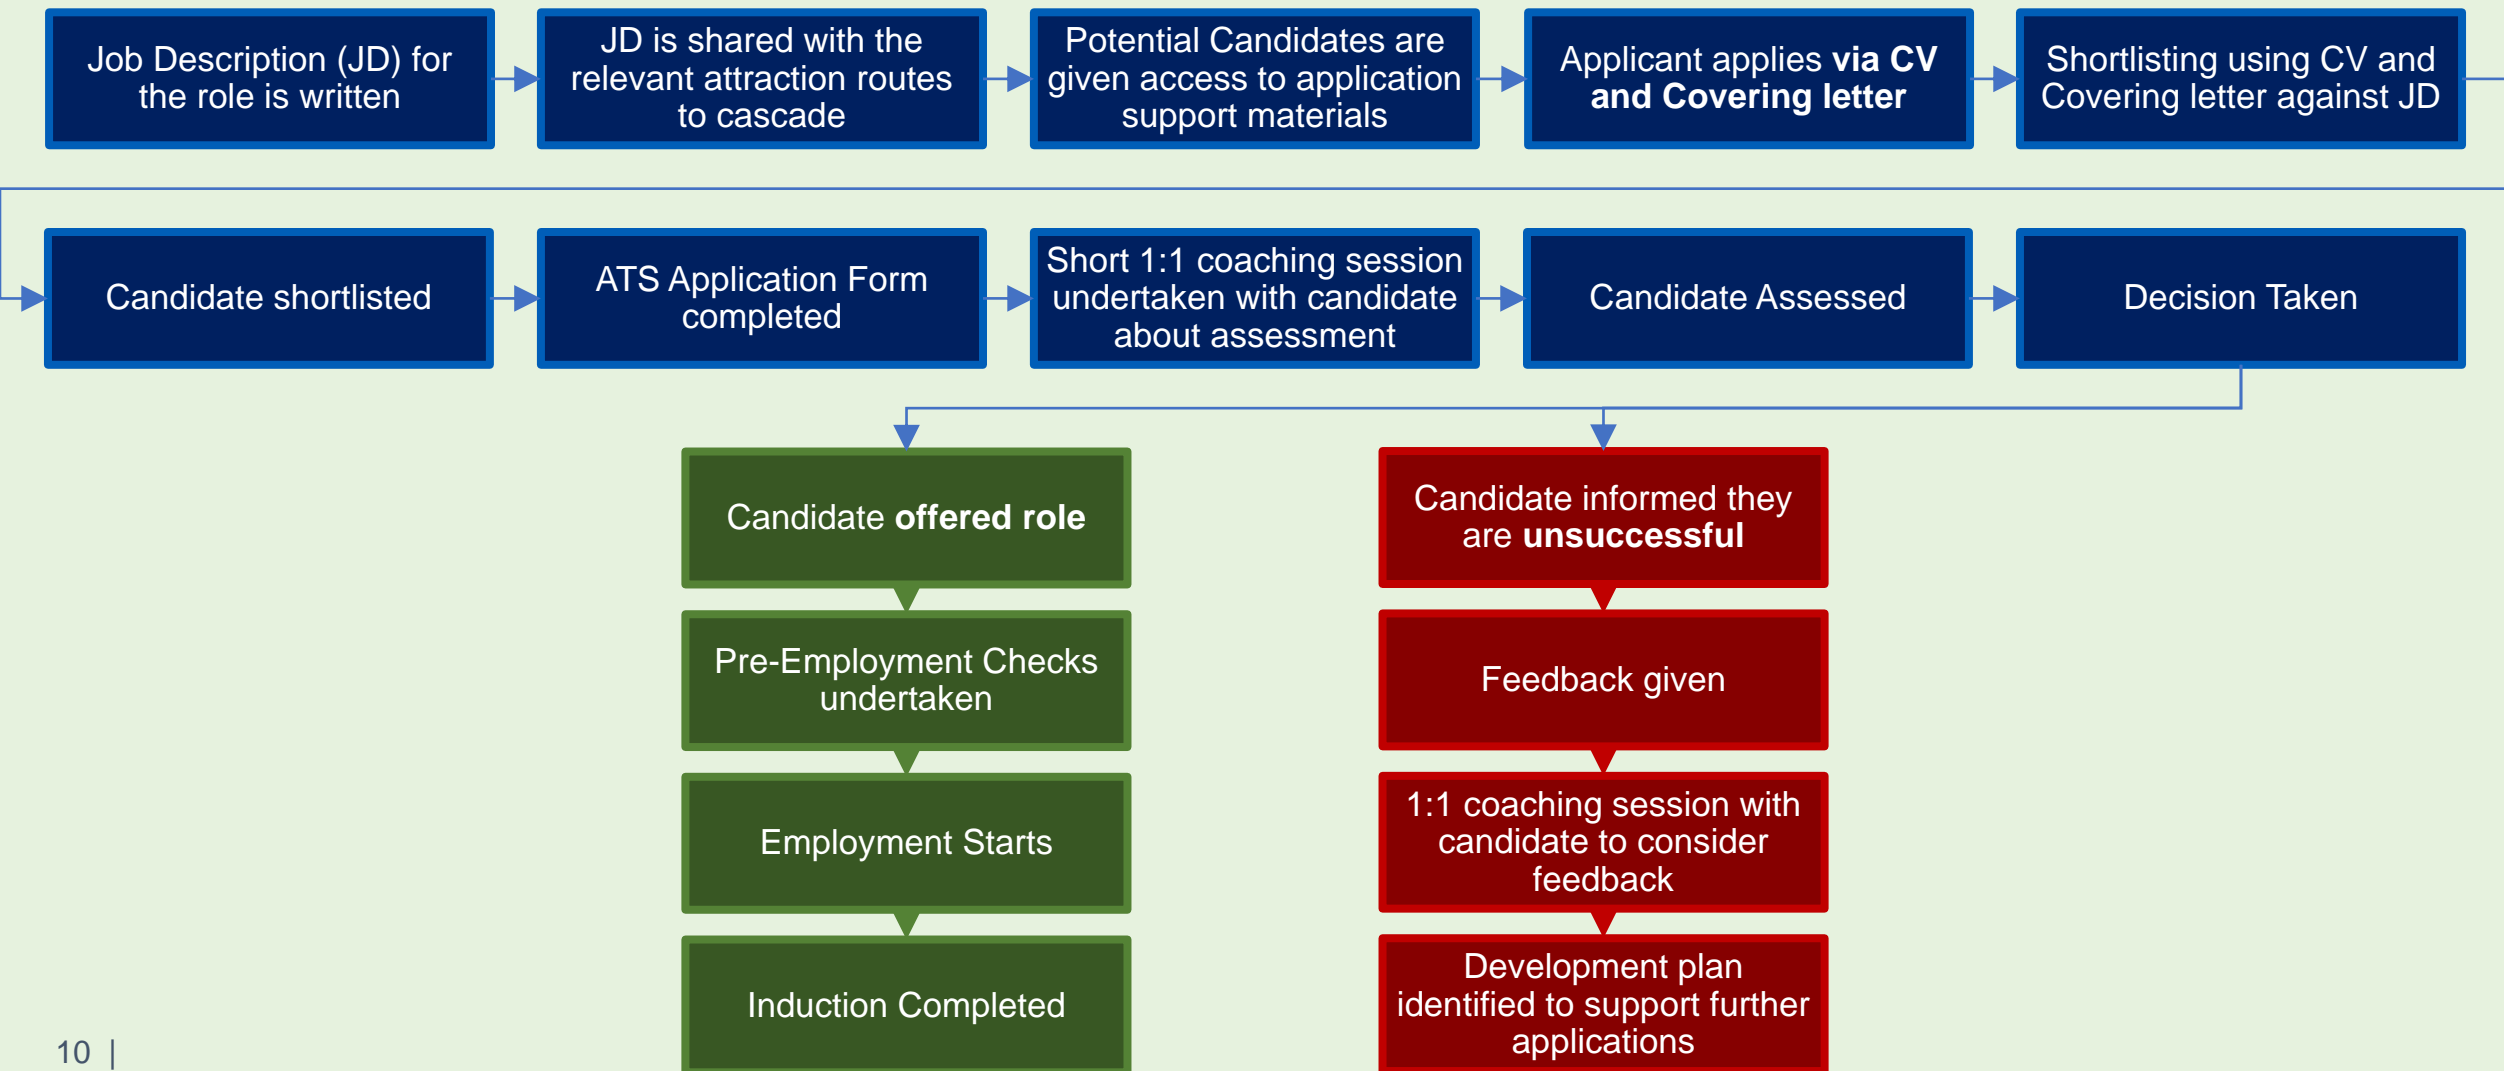 Job Description (JD) for
the role is written
JD is shared with the
relevant attraction routes
to cascade
Potential Candidates are
given access to application
support materials
Applicant applies via CV
and Covering letter
Shortlisting using CV and
Covering letter against JD
Candidate shortlisted
ATS Application Form
completed
Short 1:1 coaching session
undertaken with candidate
about assessment
Candidate Assessed
Decision Taken
Candidate offered role
Pre-Employment Checks
undertaken
Employment Starts
Induction Completed
Candidate informed they
are unsuccessful
Feedback given
1:1 coaching session with
candidate to consider
feedback
Development plan
identified to support further
applications
10 |